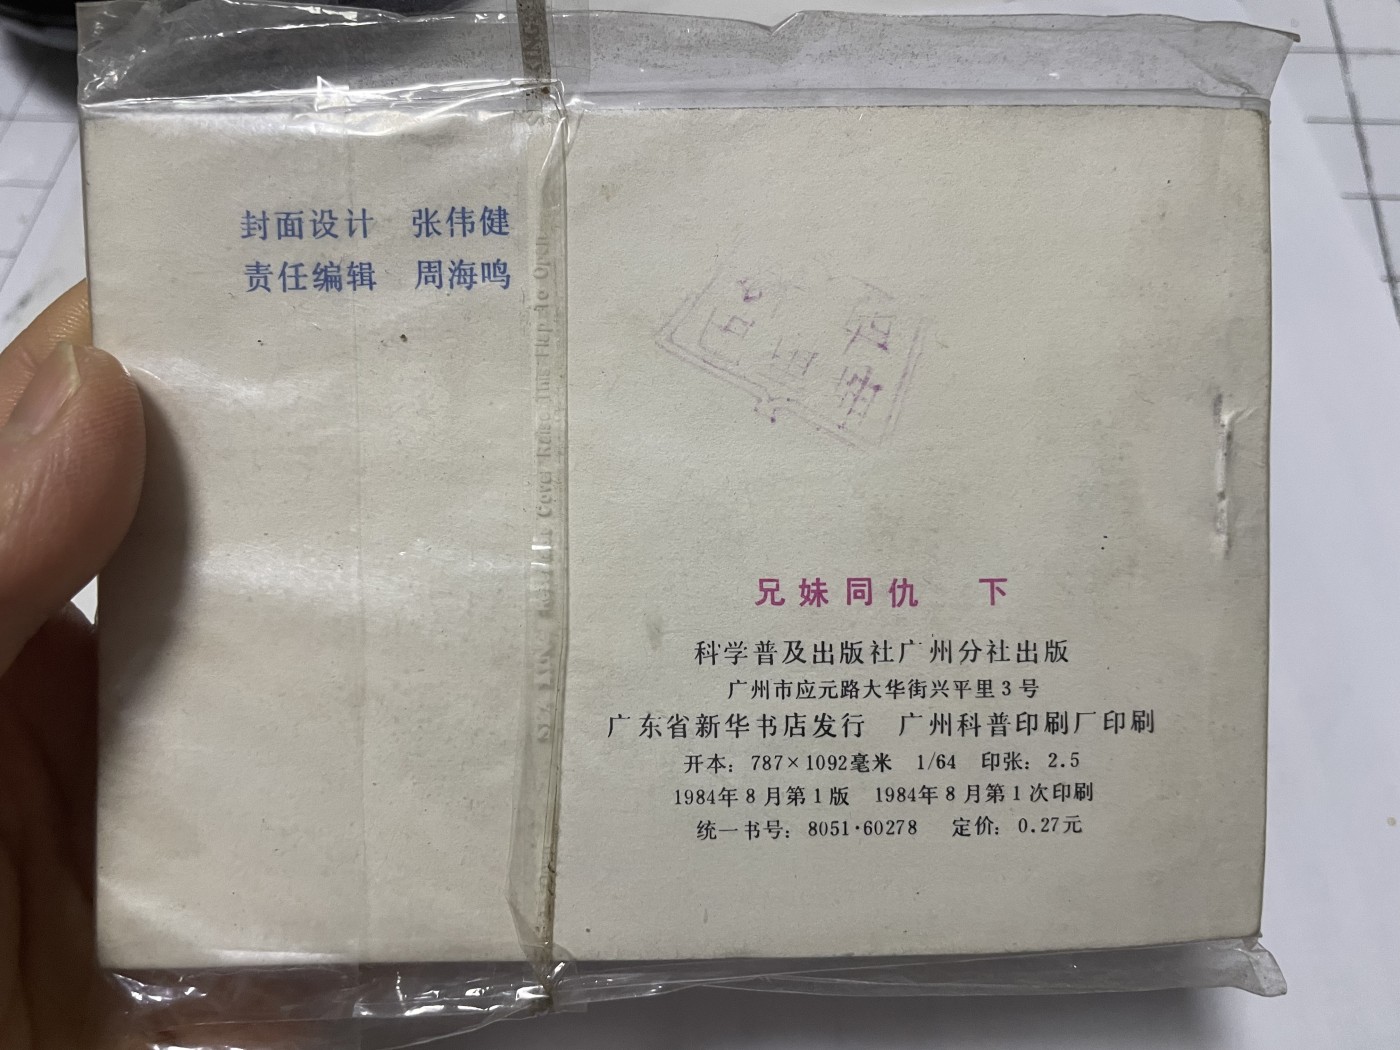 封面设计　张伟健
责任编辑　周海鸣
兄妹同仇　下
科学普及出版社广州分社出版
广州市应元路大华街兴平里3号
广东省新华书店发行　广州科普印刷厂印刷
开本：787×1092毫米　1/64　印张：2.5
1984年8月第1版　1984年8月第1次印刷
统一书号：8051·60278　定价：0.27元